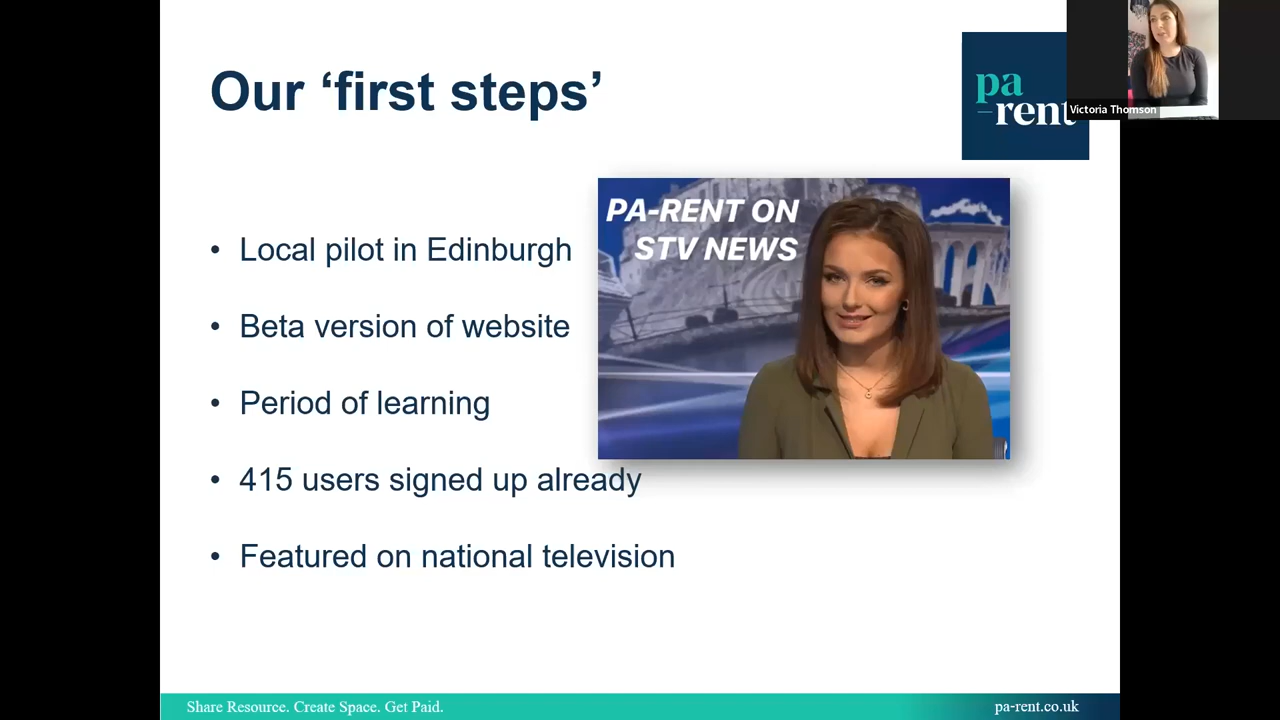 Our ‘first steps’
pa
rent
Victoria Thomson
PA-RENT ON
STV NEWS
• Local pilot in Edinburgh
• Beta version of website
• Period of learning
• 415 users signed up already
• Featured on national television
Share Resource. Create Space. Get Paid.
pa-rent.co.uk